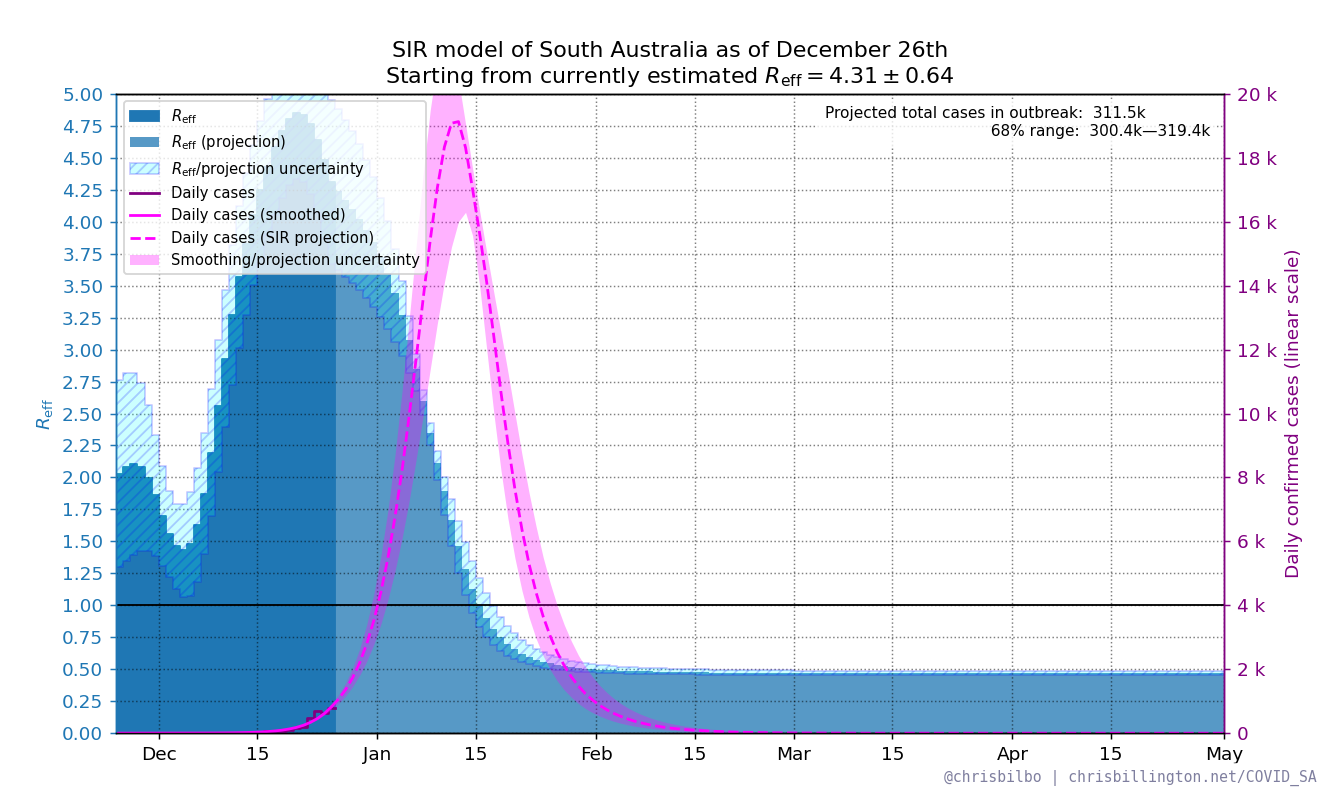 SIR model of South Australia as of December 26th
Starting from currently estimated R_eff = 4.31 ± 0.64
Projected total cases in outbreak: 311.5k
68% range: 300.4k—319.4k
R_eff
R_eff (projection)
R_eff/projection uncertainty
Daily cases
Daily cases (smoothed)
Daily cases (SIR projection)
Smoothing/projection uncertainty
R_eff
5.00
4.75
4.50
4.25
4.00
3.75
3.50
3.25
3.00
2.75
2.50
2.25
2.00
1.75
1.50
1.25
1.00
0.75
0.50
0.25
0.00
20 k
18 k
16 k
14 k
12 k
10 k
8 k
6 k
4 k
2 k
0
Daily confirmed cases (linear scale)
Dec 15 Jan 15 Feb 15 Mar 15 Apr 15 May
@chrisbilbo | chrisbillington.net/COVID_SA